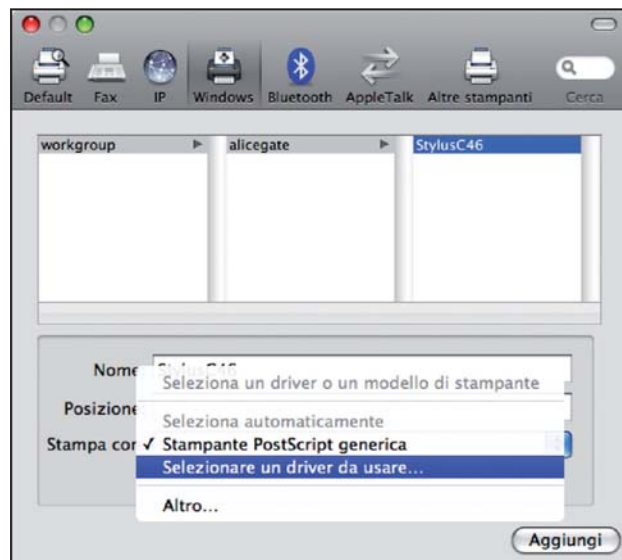 Default Fax IP Windows Bluetooth AppleTalk Altre stampanti Cerca
workgroup alicegate StylusC46
Nome: StylusC46
Seleziona un driver o un modello di stampante
Posizione
Seleziona automaticamente
Stampa con ✓ Stampante PostScript generica
Selezionare un driver da usare...
Altro...
Aggiungi